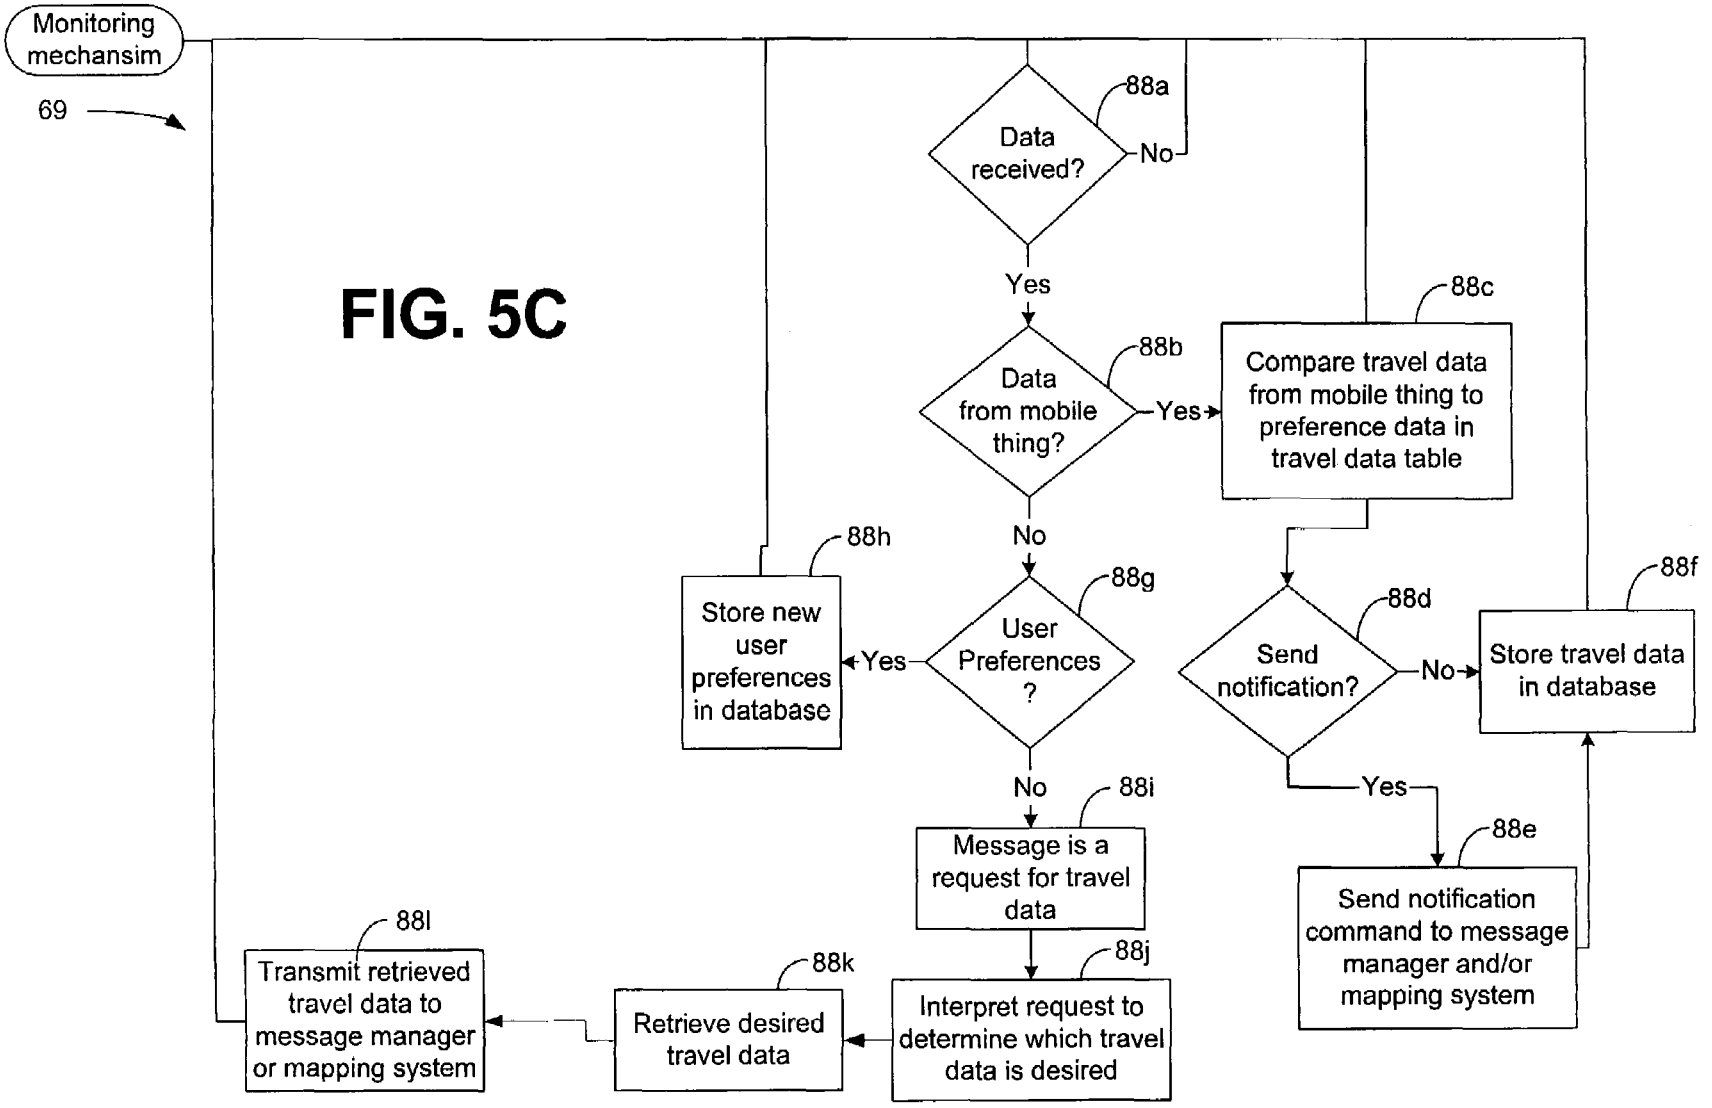 Monitoring
mechansim
69
FIG. 5C
88a
Data
received?
No
Yes
88b
Data
from mobile
thing?
Yes
88c
Compare travel data
from mobile thing to
preference data in
travel data table
No
88h
Store new
user
preferences
in database
Yes
88g
User
Preferences
?
88d
Send
notification?
No
88f
Store travel data
in database
No
Yes
88i
Message is a
request for travel
data
88e
Send notification
command to message
manager and/or
mapping system
88l
Transmit retrieved
travel data to
message manager
or mapping system
88k
Retrieve desired
travel data
88j
Interpret request to
determine which travel
data is desired